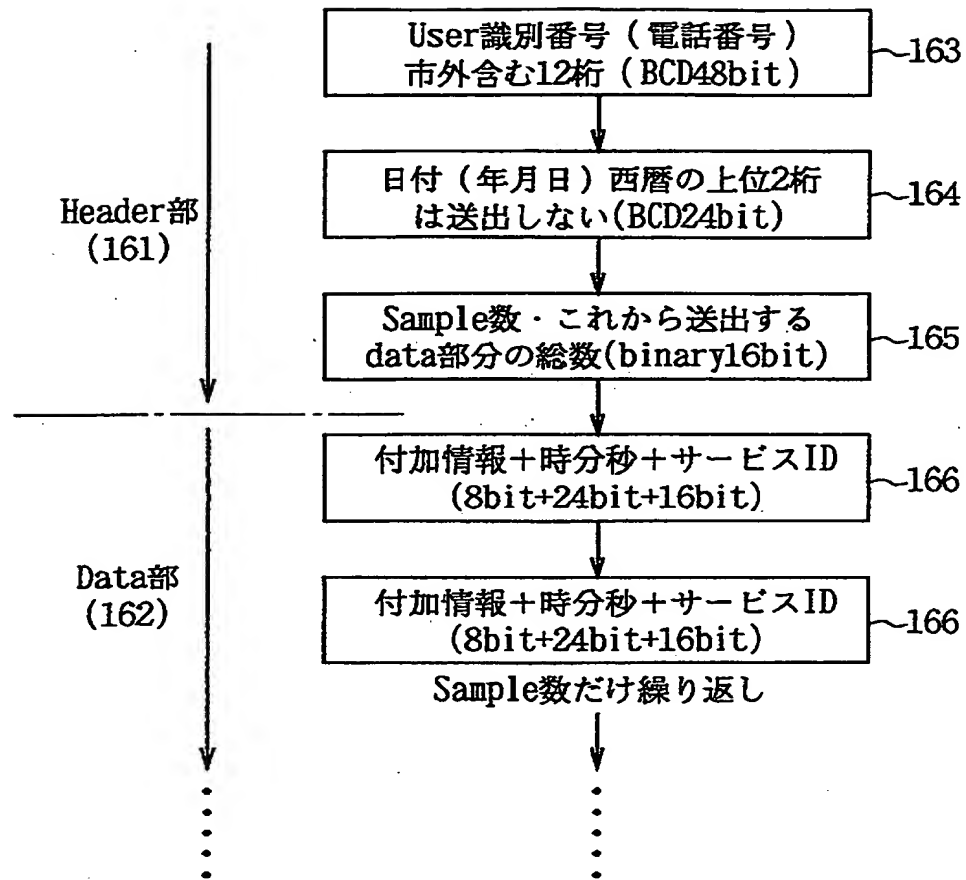 User識別番号（電話番号）
市外含む12桁（BCD48bit）
163
日付（年月日）西暦の上位2桁
は送出しない(BCD24bit)
164
Header部
(161)
Sample数・これから送出する
data部分の総数(binary16bit)
165
付加情報＋時分秒＋サービスID
(8bit+24bit+16bit)
166
Data部
(162)
付加情報＋時分秒＋サービスID
(8bit+24bit+16bit)
166
Sample数だけ繰り返し